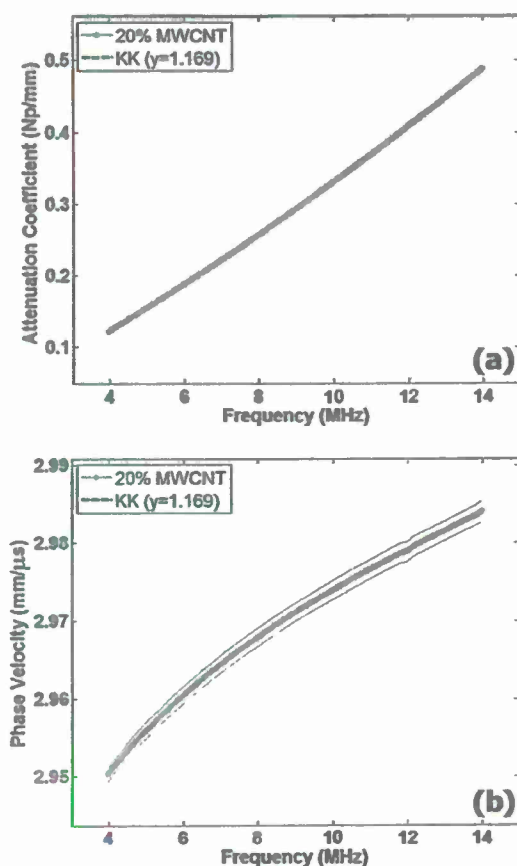 20% MWCNT
KK (y=1.169)
0.5
0.4
0.3
0.2
0.1
Attenuation Coefficient (Np/mm)
(a)
4 6 8 10 12 14
Frequency (MHz)
2.99
20% MWCNT
KK (y=1.169)
2.98
2.97
2.96
2.95
Phase Velocity (mm/µs)
(b)
4 6 8 10 12 14
Frequency (MHz)